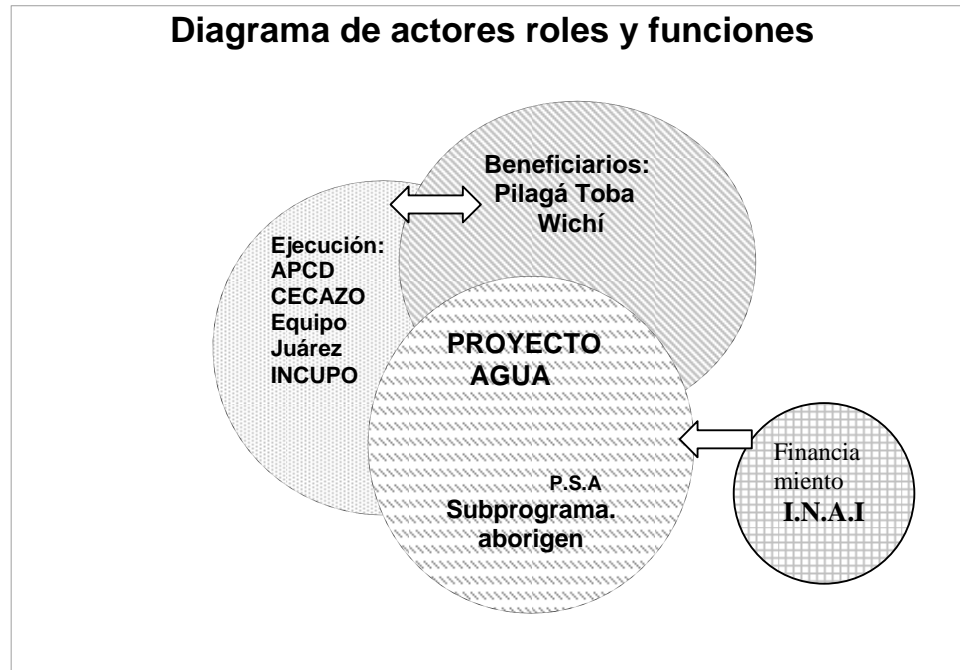 Diagrama de actores roles y funciones
Beneficiarios:
Pilagá Toba
Wichí
Ejecución:
APCD
CECAZO
Equipo
Juárez
INCUPO
PROYECTO
AGUA
P.S.A
Subprograma.
aborigen
Financia
miento
I.N.A.I